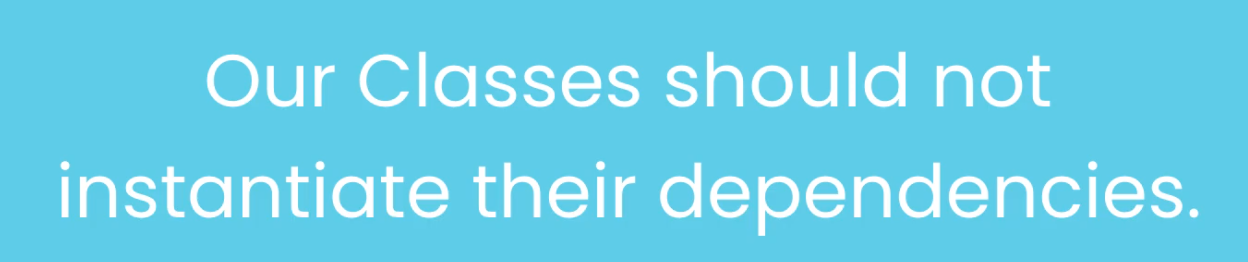 Our Classes should not
instantiate their dependencies.